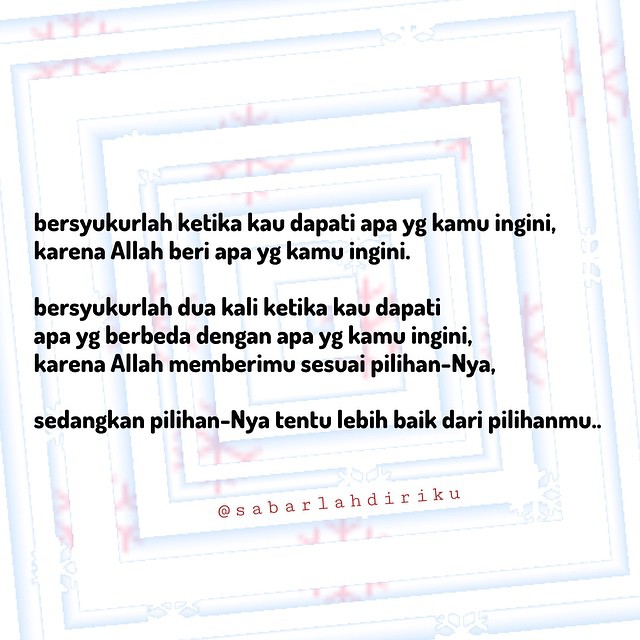 bersyukurlah ketika kau dapati apa yg kamu ingini,
karena Allah beri apa yg kamu ingini.
bersyukurlah dua kali ketika kau dapati
apa yg berbeda dengan apa yg kamu ingini,
karena Allah memberimu sesuai pilihan-Nya,
sedangkan pilihan-Nya tentu lebih baik dari pilihanmu..
@sabarlahdiriku